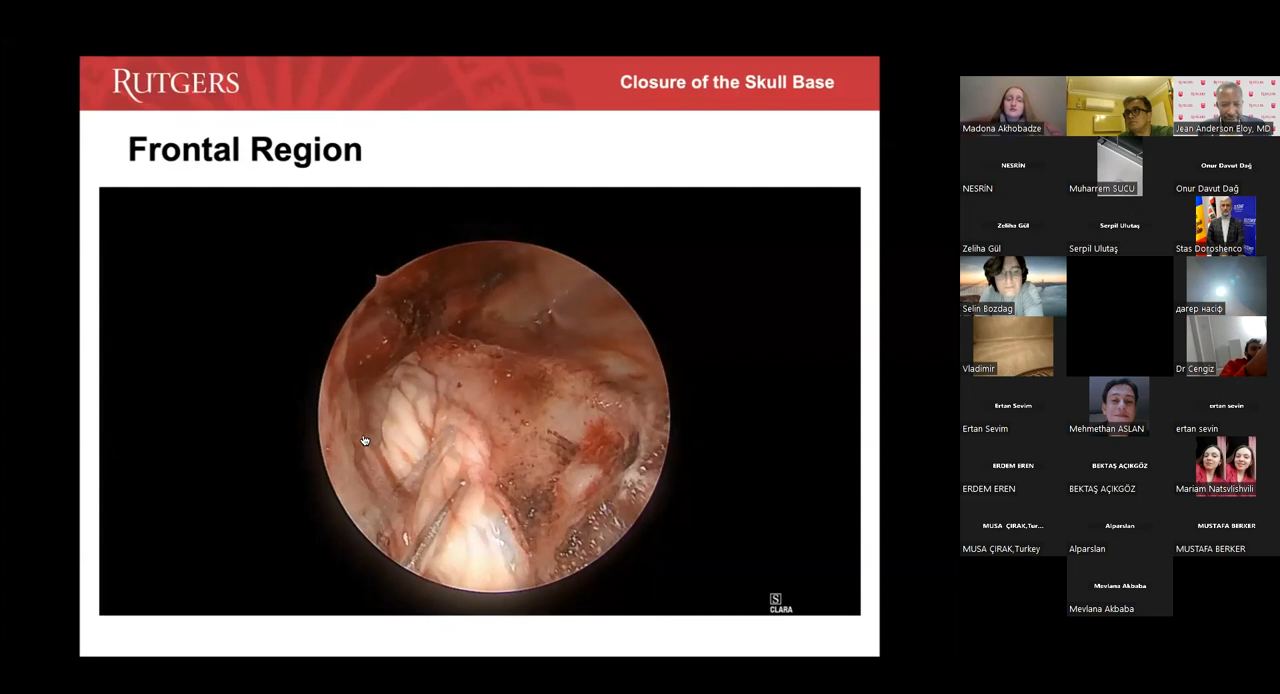 RUTGERS
Closure of the Skull Base
Frontal Region
S
CLARA
Madona Akhobadze
Jean Anderson Eloy, MD
NESRİN
NESRİN
Muharrem SUCU
Onur Davut Dağ
Onur Davut Dağ
Zeliha Gül
Zeliha Gül
Serpil Ulutaş
Serpil Ulutaş
Stas Doroshenco
Selin Bozdag
дагер насіф
Vladimir
Dr Cengiz
Ertan Sevim
Ertan Sevim
Mehmethan ASLAN
ertan sevin
ertan sevin
ERDEM EREN
ERDEM EREN
BEKTAŞ AÇIKGÖZ
BEKTAŞ AÇIKGÖZ
Mariam Natsvlishvili
MUSA ÇIRAK,Tur...
MUSA ÇIRAK,Turkey
Alparslan
Alparslan
MUSTAFA BERKER
MUSTAFA BERKER
Mevlana Akbaba
Mevlana Akbaba